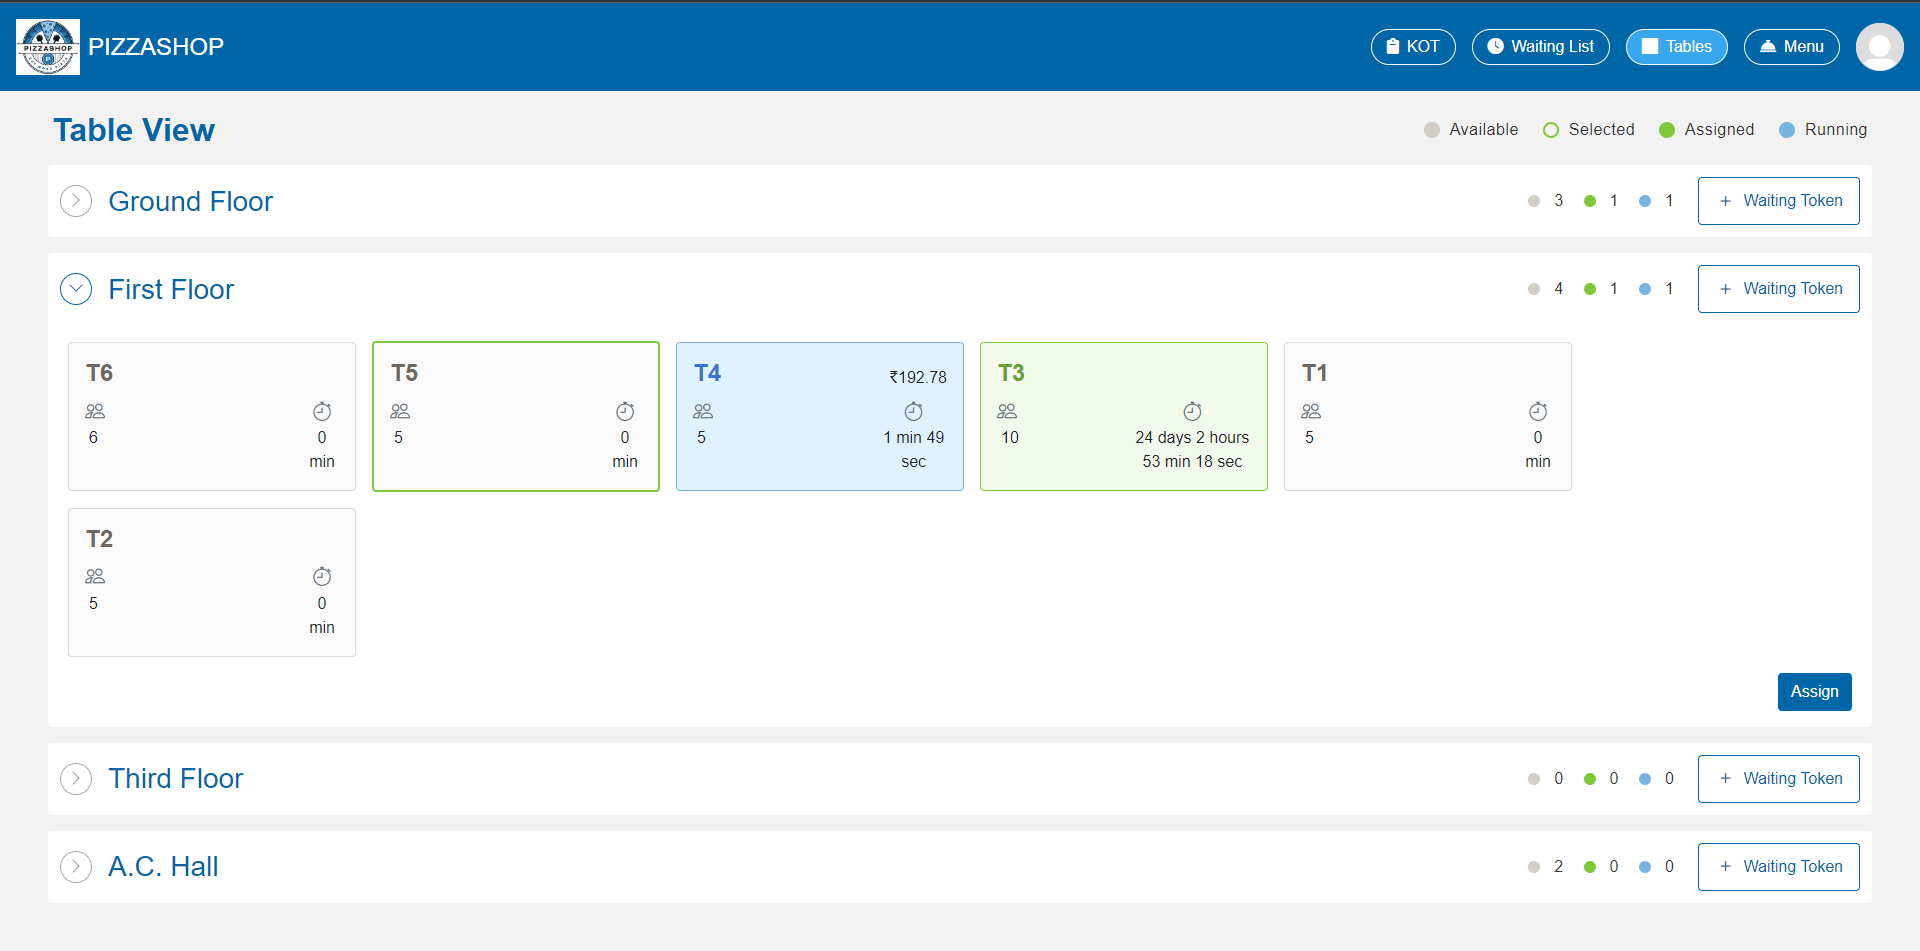 PIZZASHOP
PIZZASHOP
KOT
Waiting List
Tables
Menu
Table View
Available
Selected
Assigned
Running
Ground Floor
3
1
1
+ Waiting Token
First Floor
4
1
1
+ Waiting Token
T6
6
0
min
T5
5
0
min
T4
₹192.78
5
1 min 49
sec
T3
10
24 days 2 hours
53 min 18 sec
T1
5
0
min
T2
5
0
min
Assign
Third Floor
0
0
0
+ Waiting Token
A.C. Hall
2
0
0
+ Waiting Token